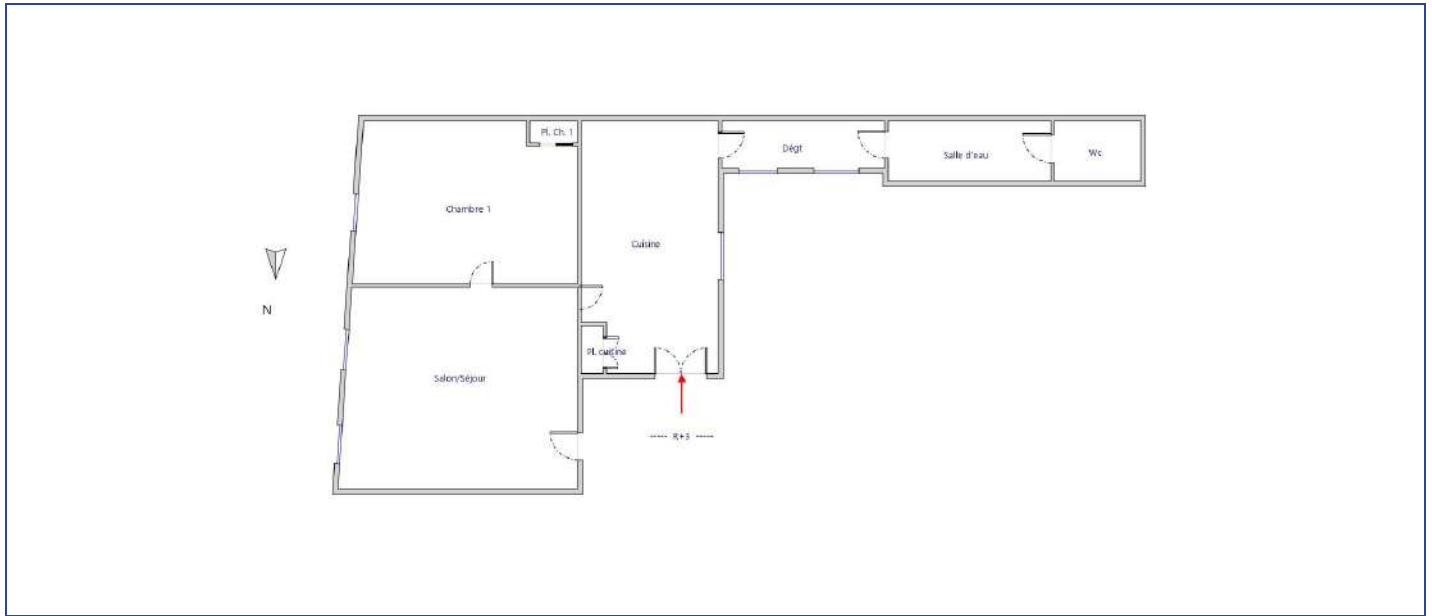 Pl. Ch. 1
Dégt
Salle d'eau
Wc
Chambre 1
Cuisine
N
Pl. cuisine
Salon/Séjour
----- R+3 -----